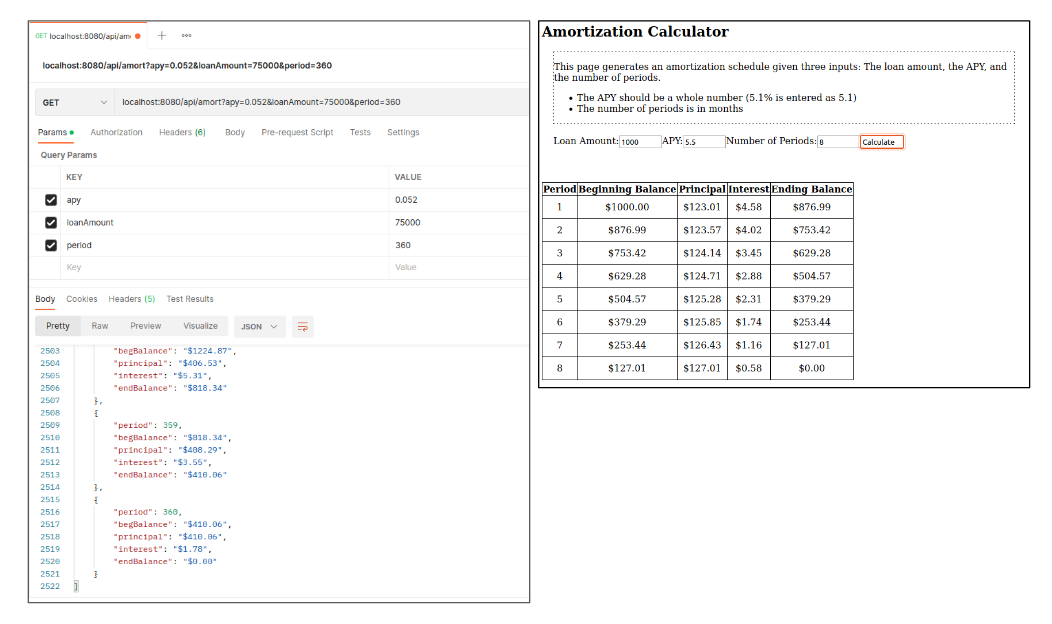 GET localhost:8080/api/am
localhost:8080/api/amort?apy=0.052&loanAmount=75000&period=360
GET localhost:8080/api/amort?apy=0.052&loanAmount=75000&period=360
Params Authorization Headers (6) Body Pre-request Script Tests Settings
Query Params
KEY VALUE
apy 0.052
loanAmount 75000
period 360
Key Value
Body Cookies Headers (5) Test Results
Pretty Raw Preview Visualize JSON
2503 "begBalance": "$1224.87",
2504 "principal": "$406.53",
2505 "interest": "$5.31",
2506 "endBalance": "$818.34"
2507 },
2508 {
2509 "period": 359,
2510 "begBalance": "$818.34",
2511 "principal": "$408.29",
2512 "interest": "$3.55",
2513 "endBalance": "$410.06"
2514 },
2515 {
2516 "period": 360,
2517 "begBalance": "$410.06",
2518 "principal": "$410.06",
2519 "interest": "$1.78",
2520 "endBalance": "$0.00"
2521 }
2522 ]
Amortization Calculator
This page generates an amortization schedule given three inputs: The loan amount, the APY, and
the number of periods.
• The APY should be a whole number (5.1% is entered as 5.1)
• The number of periods is in months
Loan Amount: 1000 APY: 5.5 Number of Periods: 8 Calculate
Period Beginning Balance Principal Interest Ending Balance
1 $1000.00 $123.01 $4.58 $876.99
2 $876.99 $123.57 $4.02 $753.42
3 $753.42 $124.14 $3.45 $629.28
4 $629.28 $124.71 $2.88 $504.57
5 $504.57 $125.28 $2.31 $379.29
6 $379.29 $125.85 $1.74 $253.44
7 $253.44 $126.43 $1.16 $127.01
8 $127.01 $127.01 $0.58 $0.00